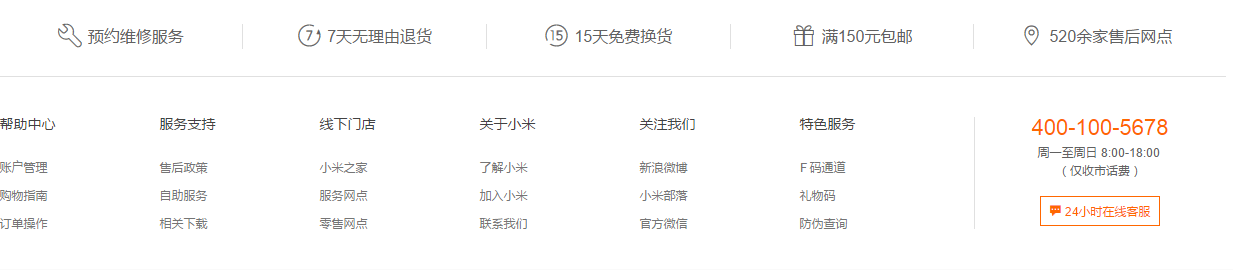 预约维修服务
7 7天无理由退货
15 15天免费换货
满150元包邮
520余家售后网点
帮助中心
账户管理
购物指南
订单操作
服务支持
售后政策
自助服务
相关下载
线下门店
小米之家
服务网点
零售网点
关于小米
了解小米
加入小米
联系我们
关注我们
新浪微博
小米部落
官方微信
特色服务
F 码通道
礼物码
防伪查询
400-100-5678
周一至周日 8:00-18:00
（仅收市话费）
24小时在线客服